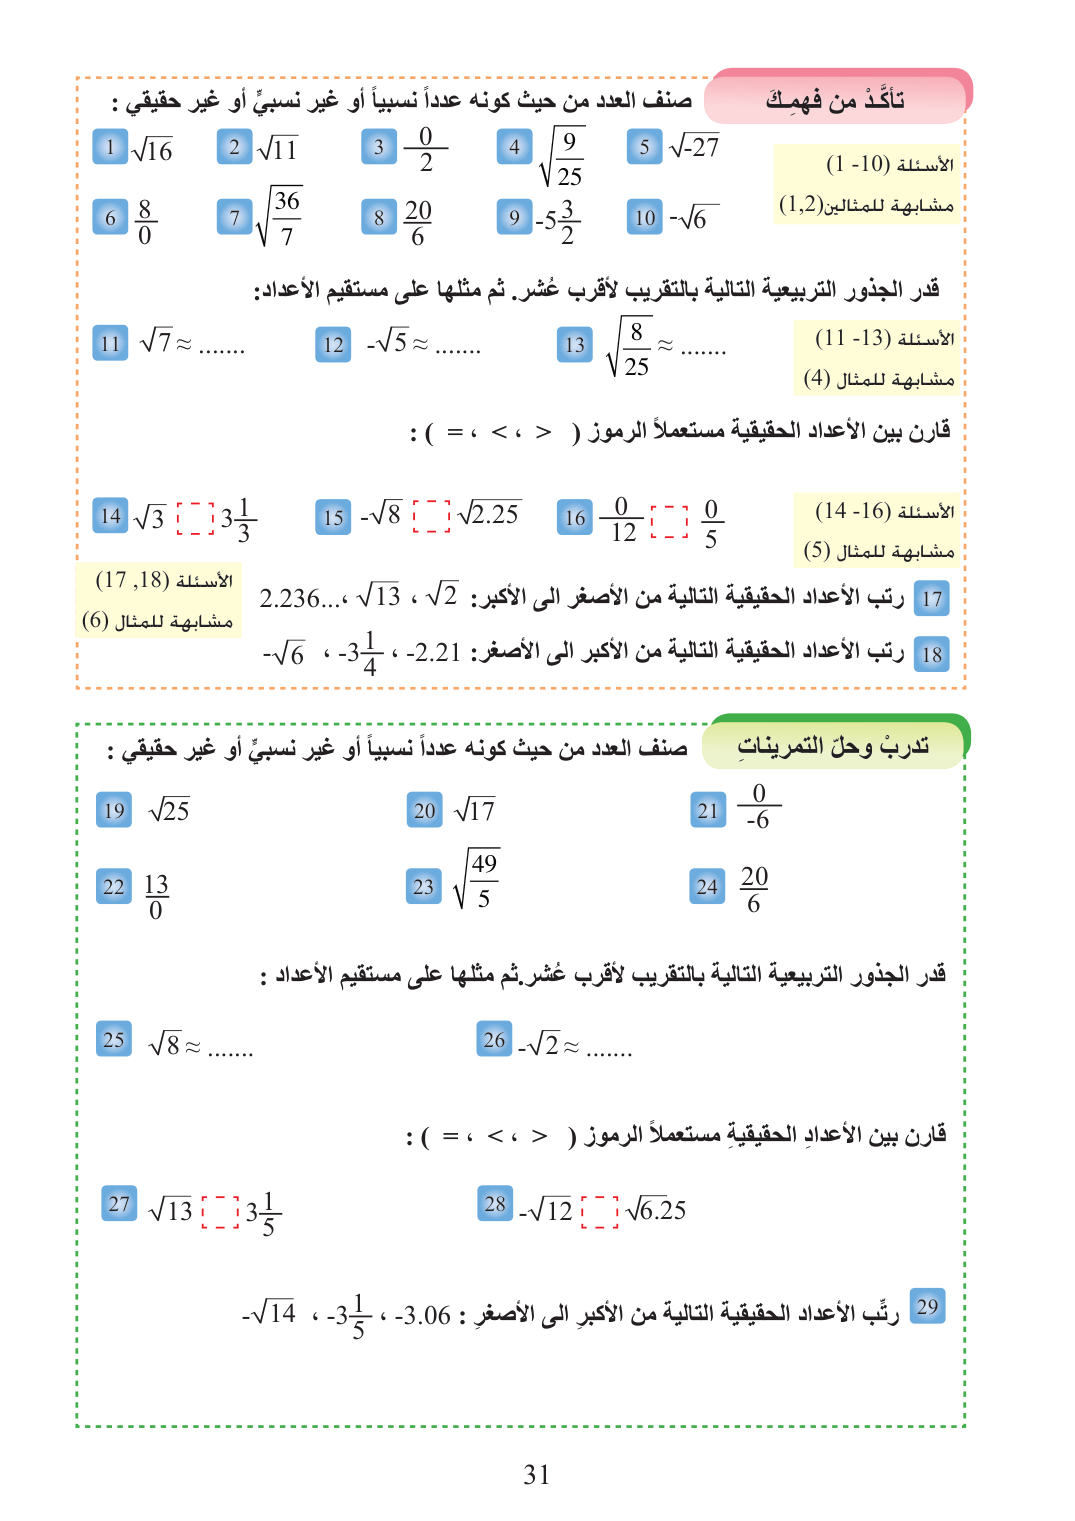 تأكَّدْ من فهمِكَ
صنف العدد من حيث كونه عدداً نسبياً أو غير نسبيٍّ أو غير حقيقي :
1 √16 2 √11 3 0/2 4 √(9/25) 5 √-27
الأسئلة (10- 1)
مشابهة للمثالين(1,2)
6 8/0 7 √(36/7) 8 20/6 9 -5 3/2 10 -√6
قدر الجذور التربيعية التالية بالتقريب لأقرب عُشر. ثم مثلها على مستقيم الأعداد:
11 √7 ≈ ....... 12 -√5 ≈ ....... 13 √(8/25) ≈ .......
الأسئلة (13- 11)
مشابهة للمثال (4)
قارن بين الأعداد الحقيقية مستعملاً الرموز ( > ، < ، = ) :
14 √3 □ 3 1/3 15 -√8 □ √2.25 16 0/12 □ 0/5
الأسئلة (16- 14)
مشابهة للمثال (5)
17 رتب الأعداد الحقيقية التالية من الأصغر الى الأكبر: √2 ، √13 ، 2.236...
الأسئلة (18, 17)
مشابهة للمثال (6)
18 رتب الأعداد الحقيقية التالية من الأكبر الى الأصغر: -2.21 ، -3 1/4 ، -√6
تدربْ وحلّ التمريناتِ
صنف العدد من حيث كونه عدداً نسبياً أو غير نسبيٍّ أو غير حقيقي :
19 √25 20 √17 21 0/-6
22 13/0 23 √(49/5) 24 20/6
قدر الجذور التربيعية التالية بالتقريب لأقرب عُشر.ثم مثلها على مستقيم الأعداد :
25 √8 ≈ ....... 26 -√2 ≈ .......
قارن بين الأعدادِ الحقيقيةِ مستعملاً الرموز ( > ، < ، = ) :
27 √13 □ 3 1/5 28 -√12 □ √6.25
29 رتِّب الأعداد الحقيقية التالية من الأكبرِ الى الأصغرِ : -3.06 ، -3 1/5 ، -√14
31